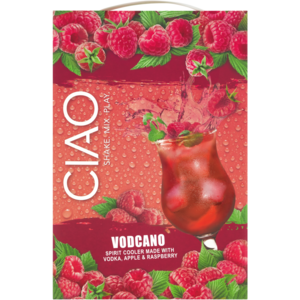 CIAO
SHAKE. MIX. PLAY.
VODCANO
SPIRIT COOLER MADE WITH
VODKA, APPLE & RASPBERRY